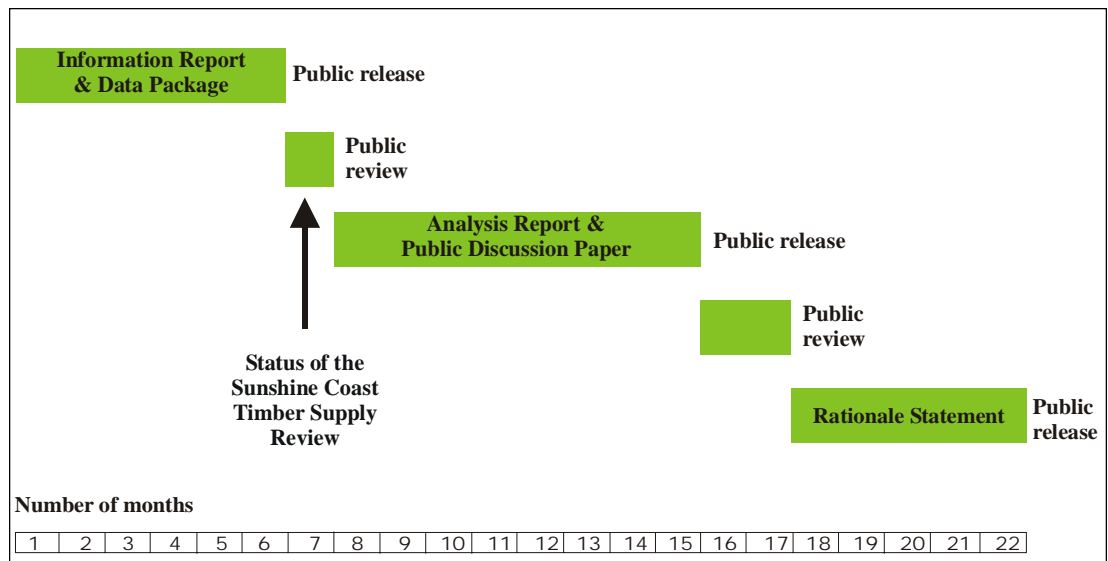 Information Report
& Data Package
Public release
Public
review
Analysis Report &
Public Discussion Paper
Public release
Public
review
Status of the
Sunshine Coast
Timber Supply
Review
Rationale Statement
Public
release
Number of months
1 2 3 4 5 6 7 8 9 10 11 12 13 14 15 16 17 18 19 20 21 22